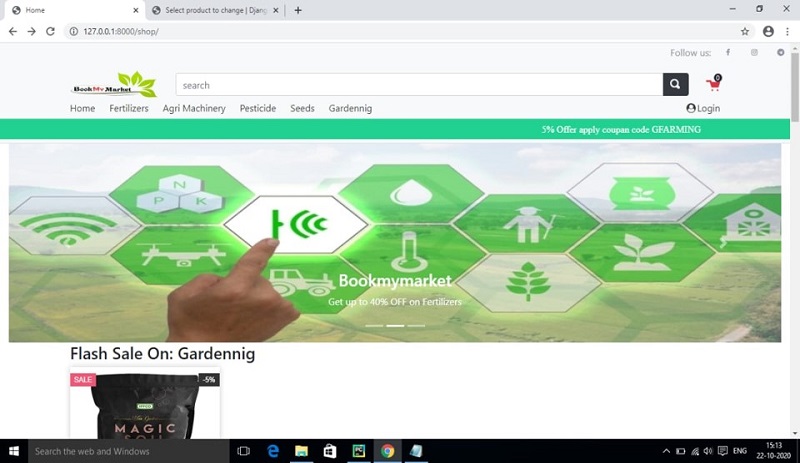 Home
Select product to change | Djang
127.0.0.1:8000/shop/
Follow us:
BookMyMarket
search
0
Home Fertilizers Agri Machinery Pesticide Seeds Gardennig
Login
5% Offer apply coupon code GFARMING
N
P K
Bookmymarket
Get up to 40% OFF on Fertilizers
Flash Sale On: Gardennig
SALE
-5%
MAGIC
SOIL
Search the web and Windows
ENG
15:13
22-10-2020